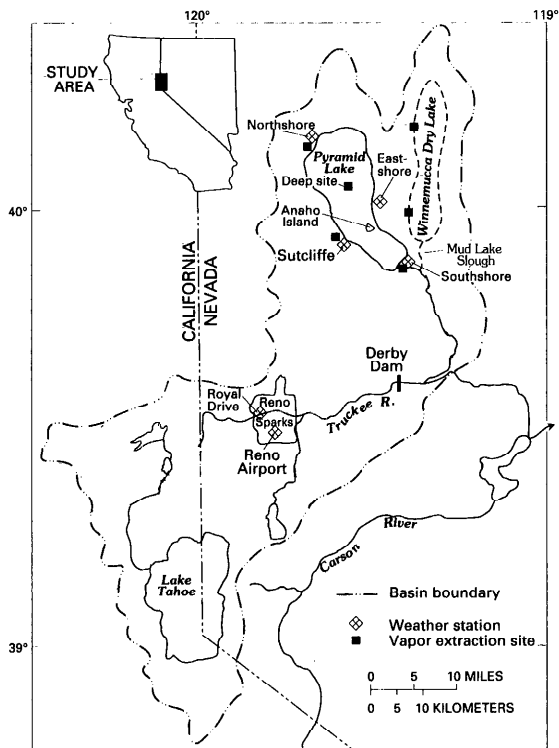 120°
119°
STUDY
AREA
Northshore
Pyramid
Lake
East-
shore
Deep site
Winnemucca Dry Lake
40°
40°
Anaho
Island
Sutcliffe
Mud Lake
Slough
Southshore
CALIFORNIA
NEVADA
Derby
Dam
Royal
Drive
Reno
Sparks
Truckee R.
Reno
Airport
Carson
River
Lake
Tahoe
Basin boundary
Weather station
Vapor extraction site
39°
0 5 10 MILES
0 5 10 KILOMETERS